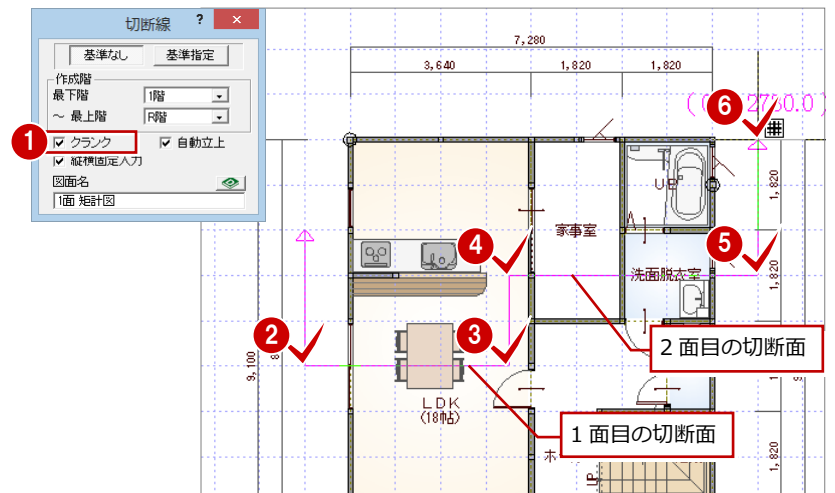 切断線 ? ×
基準なし 基準指定
作成階
最下階 1階
～ 最上階 R階
1 クランク 自動立上
縦横固定入力
図面名
1面 矩計図
7,280
3,640 1,820 1,820
6
UP
1,820
家事室
4
5
洗面脱衣室
1,820
2
3
2面目の切断面
9,100
LDK
(18帖)
1面目の切断面
ホ
1,820
UP